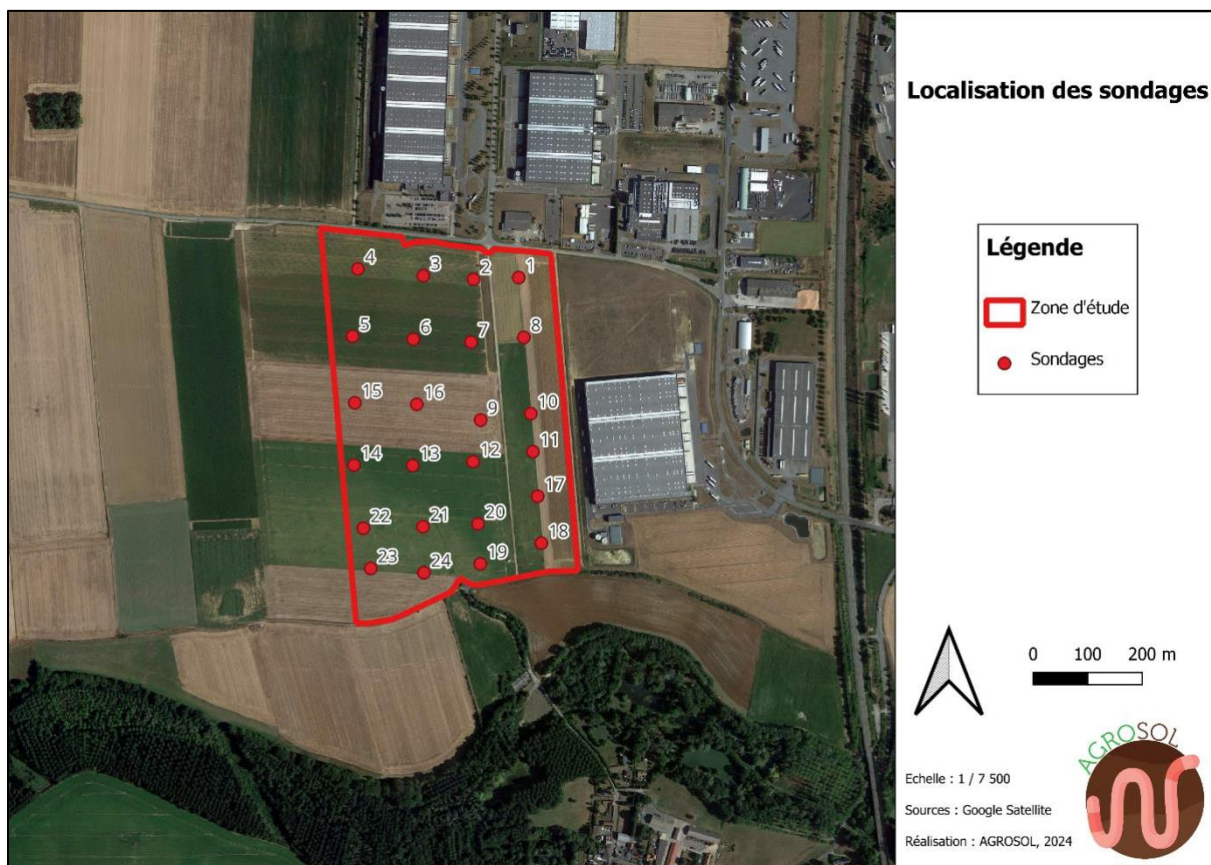 Localisation des sondages
Légende
Zone d'étude
Sondages
4
3
2
1
5
6
7
8
15
16
9
10
14
13
12
11
17
22
21
20
18
23
24
19
0 100 200 m
Echelle : 1 / 7 500
Sources : Google Satellite
Réalisation : AGROSOL, 2024
AGROSOL